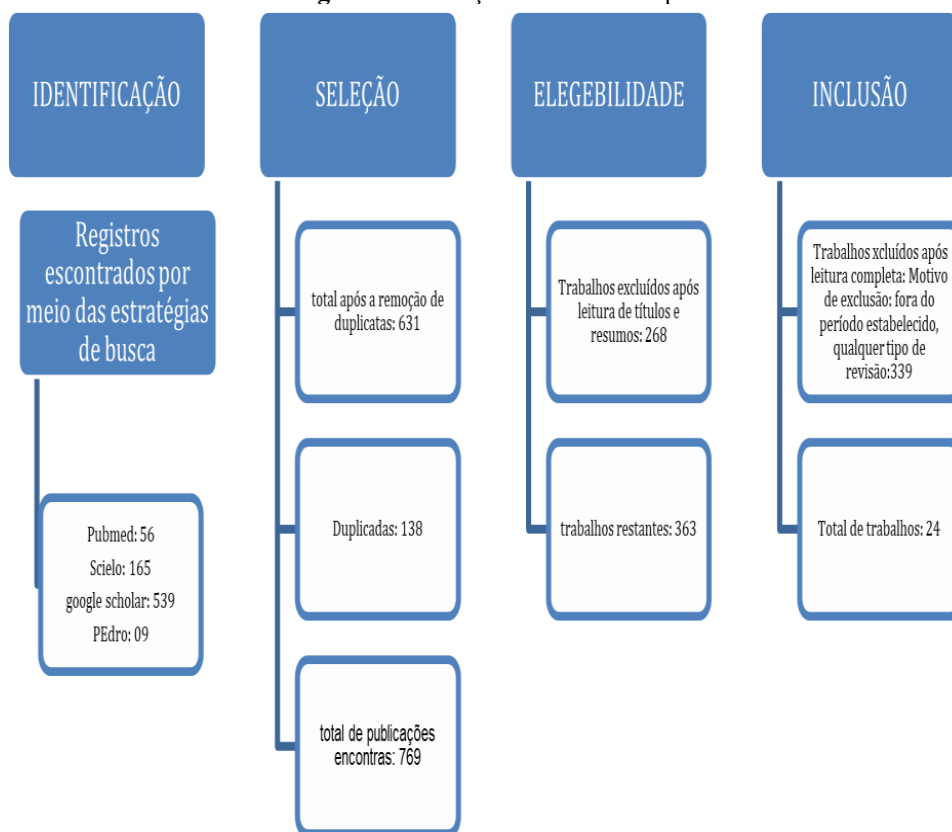 IDENTIFICAÇÃO
Registros
escontrados por
meio das estratégias
de busca
Pubmed: 56
Scielo: 165
google scholar: 539
PEdro: 09
SELEÇÃO
total após a remoção de
duplicatas: 631
Duplicadas: 138
total de publicações
encontras: 769
ELEGEBILIDADE
Trabalhos excluídos após
leitura de títulos e
resumos: 268
trabalhos restantes: 363
INCLUSÃO
Trabalhos xcluídos após
leitura completa: Motivo
de exclusão: fora do
período estabelecido,
qualquer tipo de
revisão:339
Total de trabalhos: 24